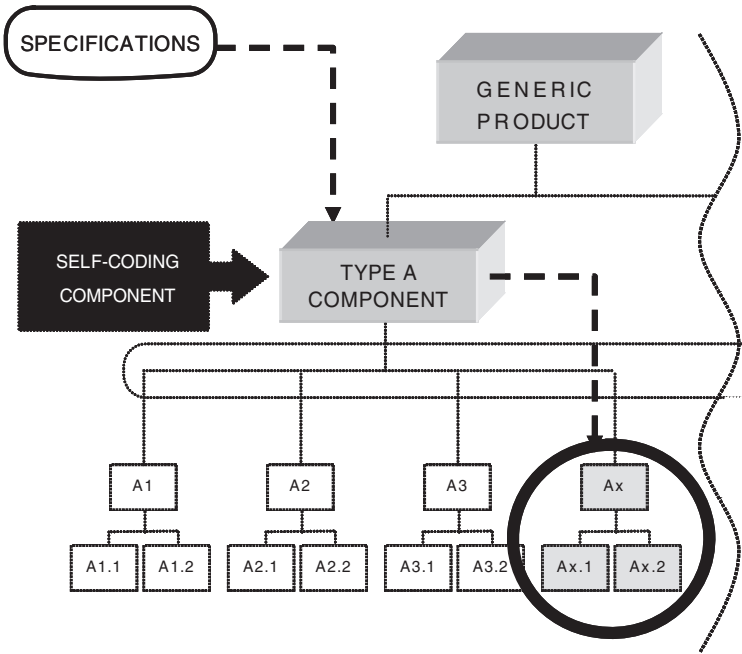 SPECIFICATIONS
GENERIC
PRODUCT
SELF-CODING
COMPONENT
TYPE A
COMPONENT
A1
A2
A3
Ax
A1.1
A1.2
A2.1
A2.2
A3.1
A3.2
Ax.1
Ax.2